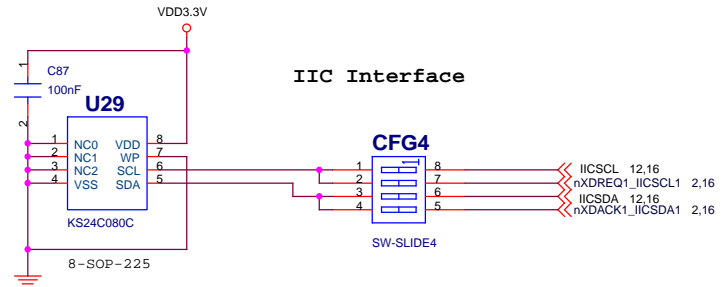 VDD3.3V
IIC Interface
1
C87
100nF
2
U29
1 NC0 VDD 8
2 NC1 WP 7
3 NC2 SCL 6
4 VSS SDA 5
KS24C080C
8-SOP-225
CFG4
1
1 8
2 7
3 6
4 5
SW-SLIDE4
IICSCL 12,16
nXDREQ1_IICSCL1 2,16
IICSDA 12,16
nXDACK1_IICSDA1 2,16